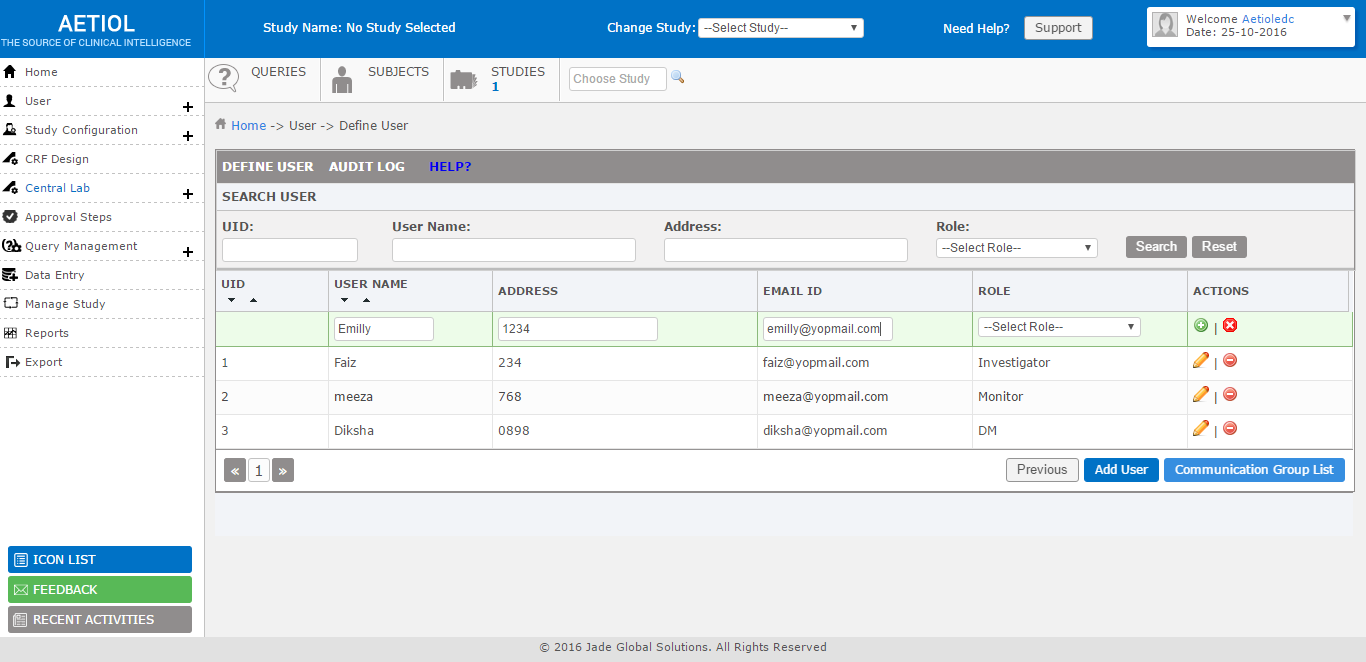 AETIOL
THE SOURCE OF CLINICAL INTELLIGENCE
Study Name: No Study Selected
Change Study: --Select Study--
Need Help? Support
Welcome Aetioledc
Date: 25-10-2016
Home
User
Study Configuration
CRF Design
Central Lab
Approval Steps
Query Management
Data Entry
Manage Study
Reports
Export
ICON LIST
FEEDBACK
RECENT ACTIVITIES
QUERIES
SUBJECTS
STUDIES
1
Choose Study
Home -> User -> Define User
DEFINE USER AUDIT LOG HELP?
SEARCH USER
UID: User Name: Address: Role:
--Select Role-- Search Reset
UID USER NAME ADDRESS EMAIL ID ROLE ACTIONS
Emilly 1234 emilly@yopmail.com --Select Role-- |
1 Faiz 234 faiz@yopmail.com Investigator |
2 meeza 768 meeza@yopmail.com Monitor |
3 Diksha 0898 diksha@yopmail.com DM |
« 1 » Previous Add User Communication Group List
© 2016 Jade Global Solutions. All Rights Reserved